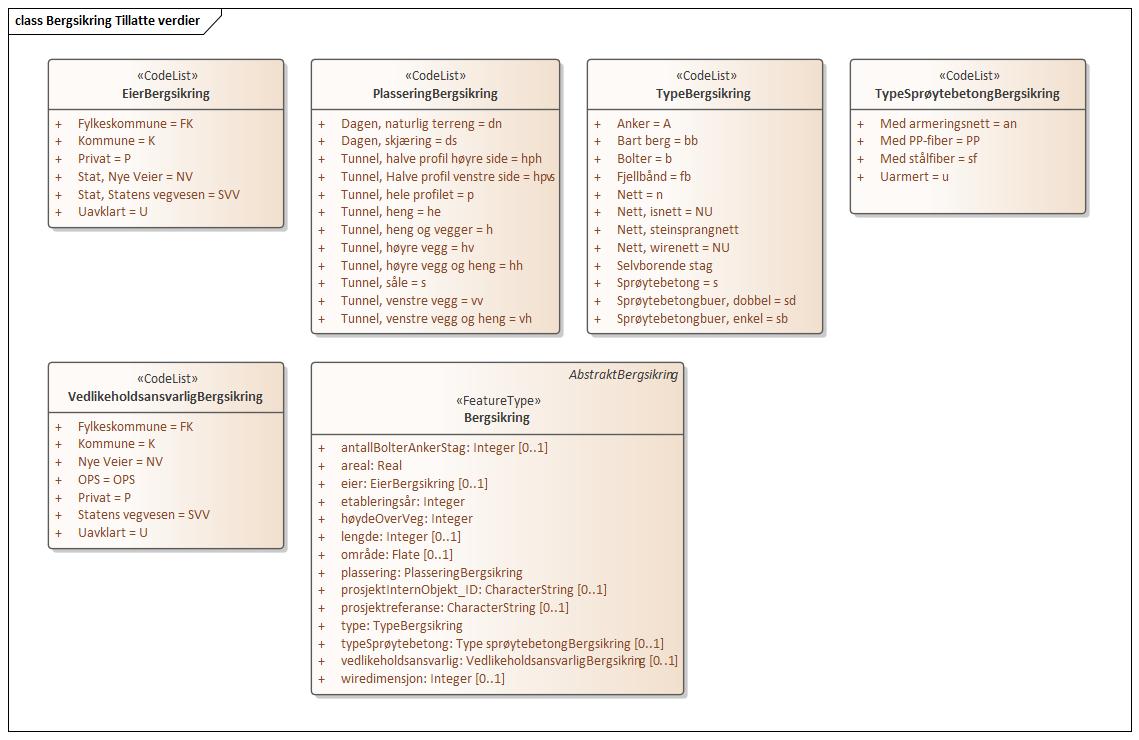 class Bergsikring Tillatte verdier
«CodeList»
EierBergsikring
+ Fylkeskommune = FK
+ Kommune = K
+ Privat = P
+ Stat, Nye Veier = NV
+ Stat, Statens vegvesen = SVV
+ Uavklart = U
«CodeList»
PlasseringBergsikring
+ Dagen, naturlig terreng = dn
+ Dagen, skjæring = ds
+ Tunnel, halve profil høyre side = hph
+ Tunnel, Halve profil venstre side = hpvs
+ Tunnel, hele profilet = p
+ Tunnel, heng = he
+ Tunnel, heng og vegger = h
+ Tunnel, høyre vegg = hv
+ Tunnel, høyre vegg og heng = hh
+ Tunnel, såle = s
+ Tunnel, venstre vegg = vv
+ Tunnel, venstre vegg og heng = vh
«CodeList»
TypeBergsikring
+ Anker = A
+ Bart berg = bb
+ Bolter = b
+ Fjellbånd = fb
+ Nett = n
+ Nett, isnett = NU
+ Nett, steinsprangnett
+ Nett, wirenett = NU
+ Selvborende stag
+ Sprøytebetong = s
+ Sprøytebetongbuer, dobbel = sd
+ Sprøytebetongbuer, enkel = sb
«CodeList»
TypeSprøytebetongBergsikring
+ Med armeringsnett = an
+ Med PP-fiber = PP
+ Med stålfiber = sf
+ Uarmert = u
«CodeList»
VedlikeholdsansvarligBergsikring
+ Fylkeskommune = FK
+ Kommune = K
+ Nye Veier = NV
+ OPS = OPS
+ Privat = P
+ Statens vegvesen = SVV
+ Uavklart = U
AbstraktBergsikring
«FeatureType»
Bergsikring
+ antallBolterAnkerStag: Integer [0..1]
+ areal: Real
+ eier: EierBergsikring [0..1]
+ etableringsår: Integer
+ høydeOverVeg: Integer
+ lengde: Integer [0..1]
+ område: Flate [0..1]
+ plassering: PlasseringBergsikring
+ prosjektInternObjekt_ID: CharacterString [0..1]
+ prosjektreferanse: CharacterString [0..1]
+ type: TypeBergsikring
+ typeSprøytebetong: Type sprøytebetongBergsikring [0..1]
+ vedlikeholdsansvarlig: VedlikeholdsansvarligBergsikring [0..1]
+ wiredimensjon: Integer [0..1]